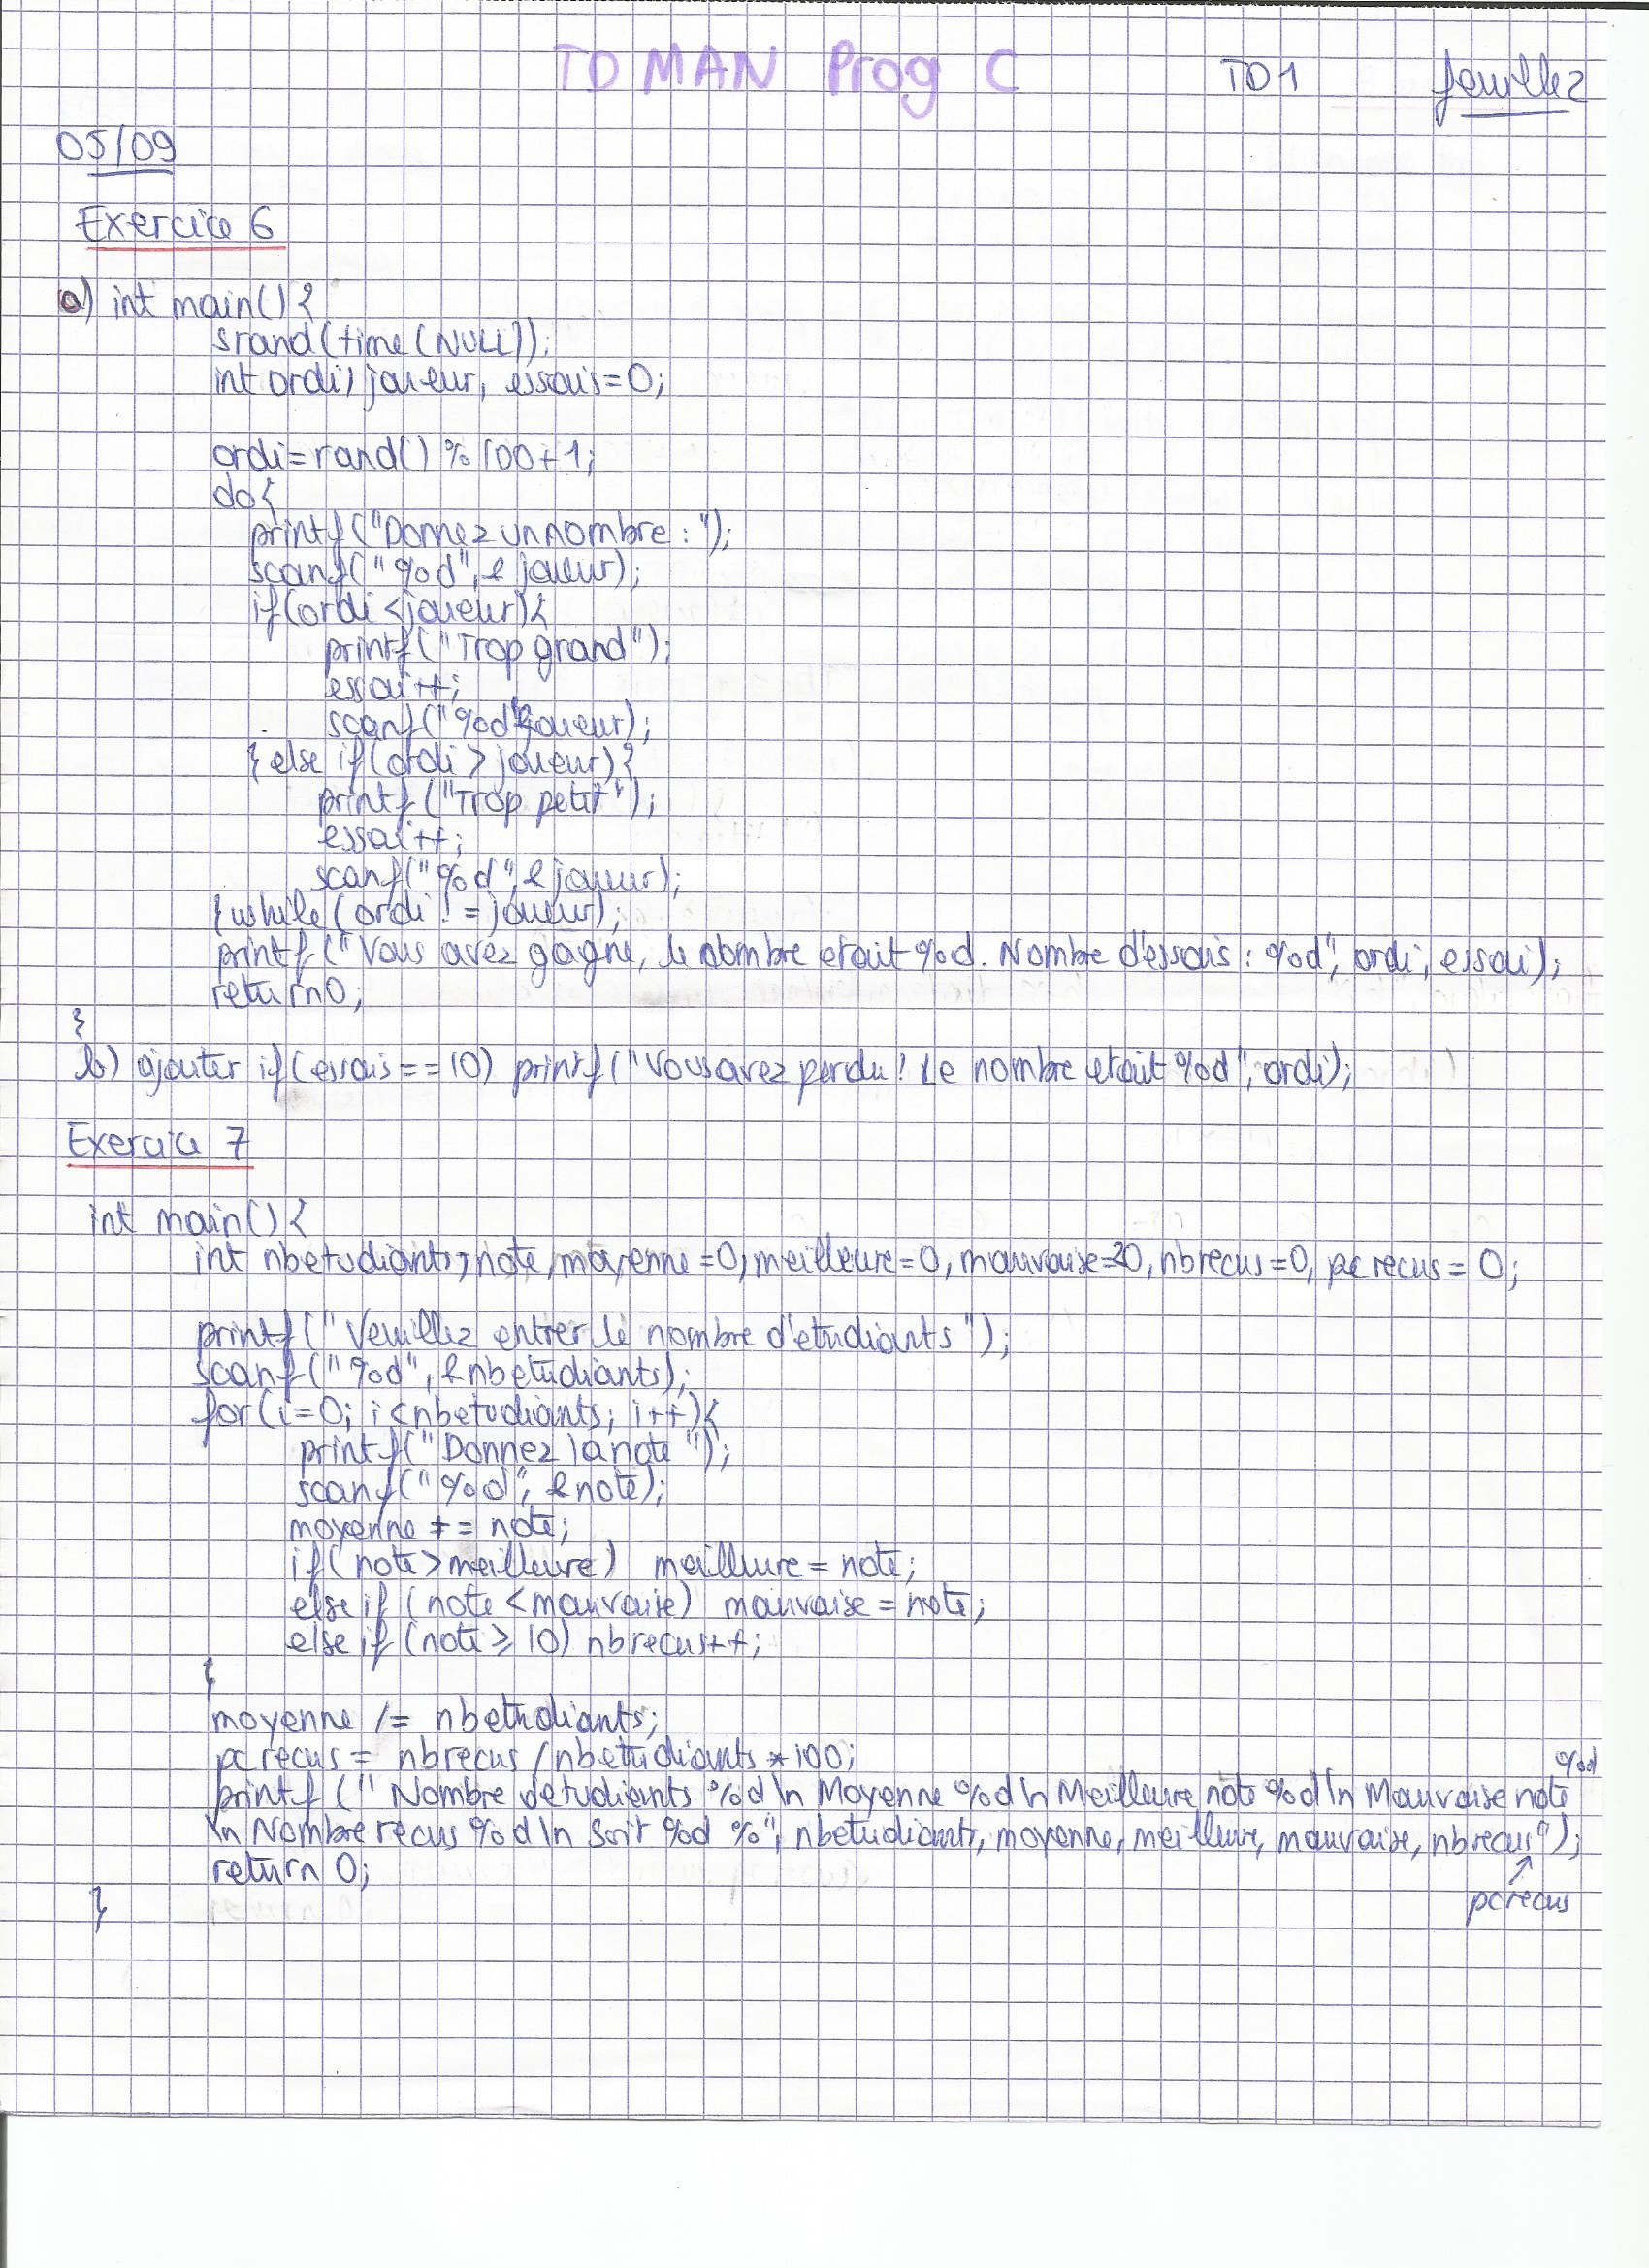 TD MAN Prog C TD1 feuille 2
05/09
Exercice 6
a) int main(){
srand(time(NULL));
int ordi, joueur, essais=0;
ordi=rand()%100+1;
do{
printf("Donnez un nombre : ");
scanf("%d", &joueur);
if(ordi<joueur){
printf("Trop grand");
essai++;
scanf("%d",&joueur);
}else if(ordi > joueur){
printf("Trop petit");
essai++;
scanf("%d", &joueur);
}while(ordi != joueur);
printf("Vous avez gagne, le nombre etait %d. Nombre d'essais : %d", ordi, essai);
return 0;
}
b) ajouter if(essais==10) printf("Vous avez perdu! Le nombre etait %d", ordi);
Exercice 7
int main(){
int nbetudiants, note, moyenne=0, meilleure=0, mauvaise=20, nbrecus=0, pcrecus = 0;
printf("Veuillez entrer le nombre d'etudiants");
scanf("%d", &nbetudiants);
for(i=0; i<nbetudiants; i++){
printf("Donnez la note");
scanf("%d", &note);
moyenne += note;
if(note>meilleure) meilleure = note;
else if (note<mauvaise) mauvaise = note;
else if (note ≥ 10) nbrecus++;
}
moyenne /= nbetudiants;
pcrecus = nbrecus/nbetudiants*100;
%d
printf ("Nombre detudients %d \n Moyenne %d \n Meilleure note %d \n Mauvaise note
\n Nombre recus %d \n Soit %d %", nbetudiants, moyenne, meilleure, mauvaise, nbrecus");
return 0;
pcrecus
}